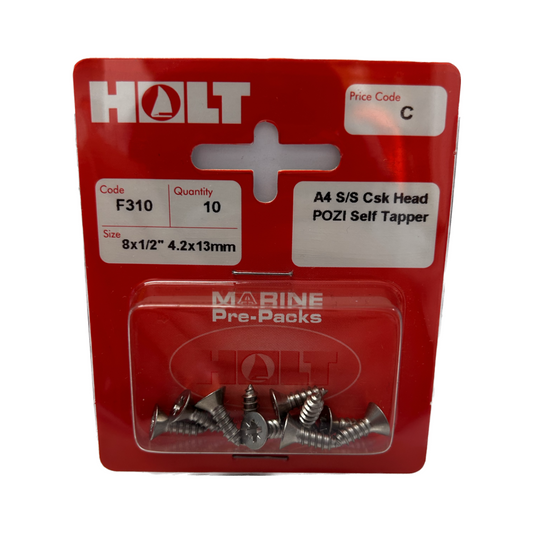 HOLT
Price Code
C
Code
F310
Quantity
10
Size
8x1/2" 4.2x13mm
A4 S/S Csk Head
POZI Self Tapper
MARINE
Pre-Packs
HOLT